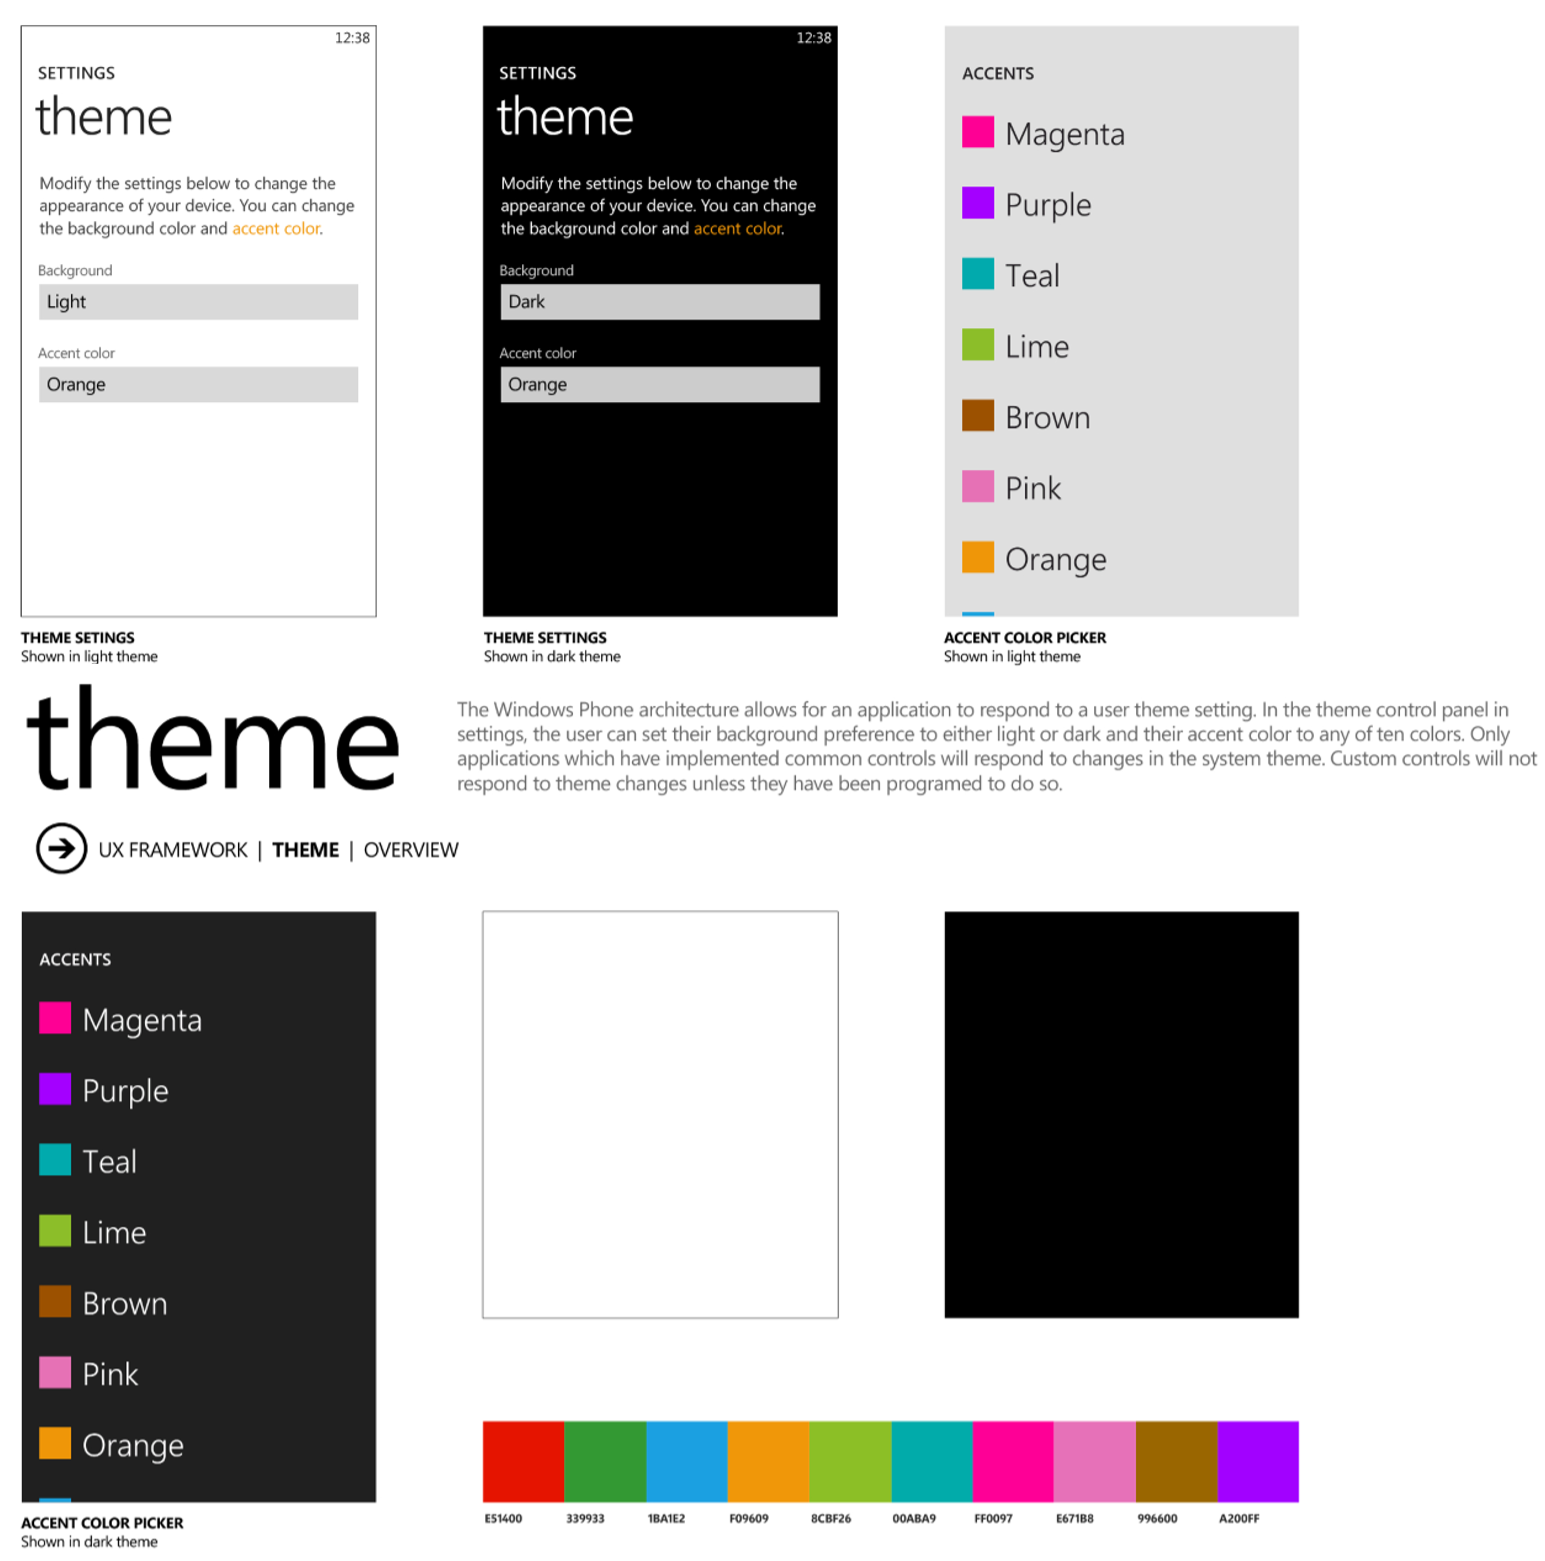 12:38
SETTINGS
theme
Modify the settings below to change the
appearance of your device. You can change
the background color and accent color.
Background
Light
Accent color
Orange
THEME SETINGS
Shown in light theme
12:38
SETTINGS
theme
Modify the settings below to change the
appearance of your device. You can change
the background color and accent color.
Background
Dark
Accent color
Orange
THEME SETTINGS
Shown in dark theme
ACCENTS
Magenta
Purple
Teal
Lime
Brown
Pink
Orange
ACCENT COLOR PICKER
Shown in light theme
theme
The Windows Phone architecture allows for an application to respond to a user theme setting. In the theme control panel in
settings, the user can set their background preference to either light or dark and their accent color to any of ten colors. Only
applications which have implemented common controls will respond to changes in the system theme. Custom controls will not
respond to theme changes unless they have been programed to do so.
UX FRAMEWORK | THEME | OVERVIEW
ACCENTS
Magenta
Purple
Teal
Lime
Brown
Pink
Orange
ACCENT COLOR PICKER
Shown in dark theme
E51400 339933 1BA1E2 F09609 8CBF26 00ABA9 FF0097 E671B8 996600 A200FF